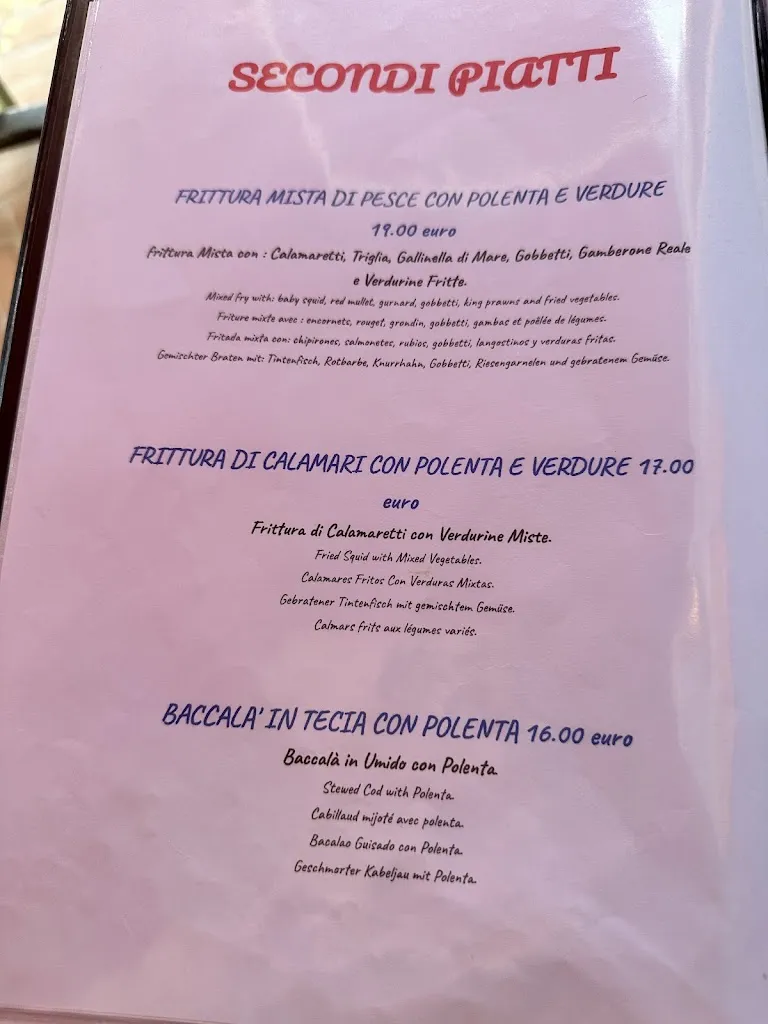 SECONDI PIATTI
FRITTURA MISTA DI PESCE CON POLENTA E VERDURE
19.00 euro
Frittura Mista con : Calamaretti, Triglia, Gallinella di Mare, Gobbetti, Gamberone Reale
e Verdurine Fritte.
Mixed fry with: baby squid, red mullet, gurnard, gobbetti, king prawns and fried vegetables.
Friture mixte avec : encornets, rouget, grondin, gobbetti, gambas et poêlée de légumes.
Fritada mixta con: chipirones, salmonetes, rubios, gobbetti, langostinos y verduras fritas.
Gemischter Braten mit: Tintenfisch, Rotbarbe, Knurrhahn, Gobbetti, Riesengarnelen und gebratenem Gemüse.
FRITTURA DI CALAMARI CON POLENTA E VERDURE 17.00
euro
Frittura di Calamaretti con Verdurine Miste.
Fried Squid with Mixed Vegetables.
Calamares Fritos Con Verduras Mixtas.
Gebratener Tintenfisch mit gemischtem Gemüse.
Calmars frits aux légumes variés.
BACCALA' IN TECIA CON POLENTA 16.00 euro
Baccalà in Umido con Polenta.
Stewed Cod with Polenta.
Cabillaud mijoté avec polenta.
Bacalao Guisado con Polenta.
Geschmorter Kabeljau mit Polenta.